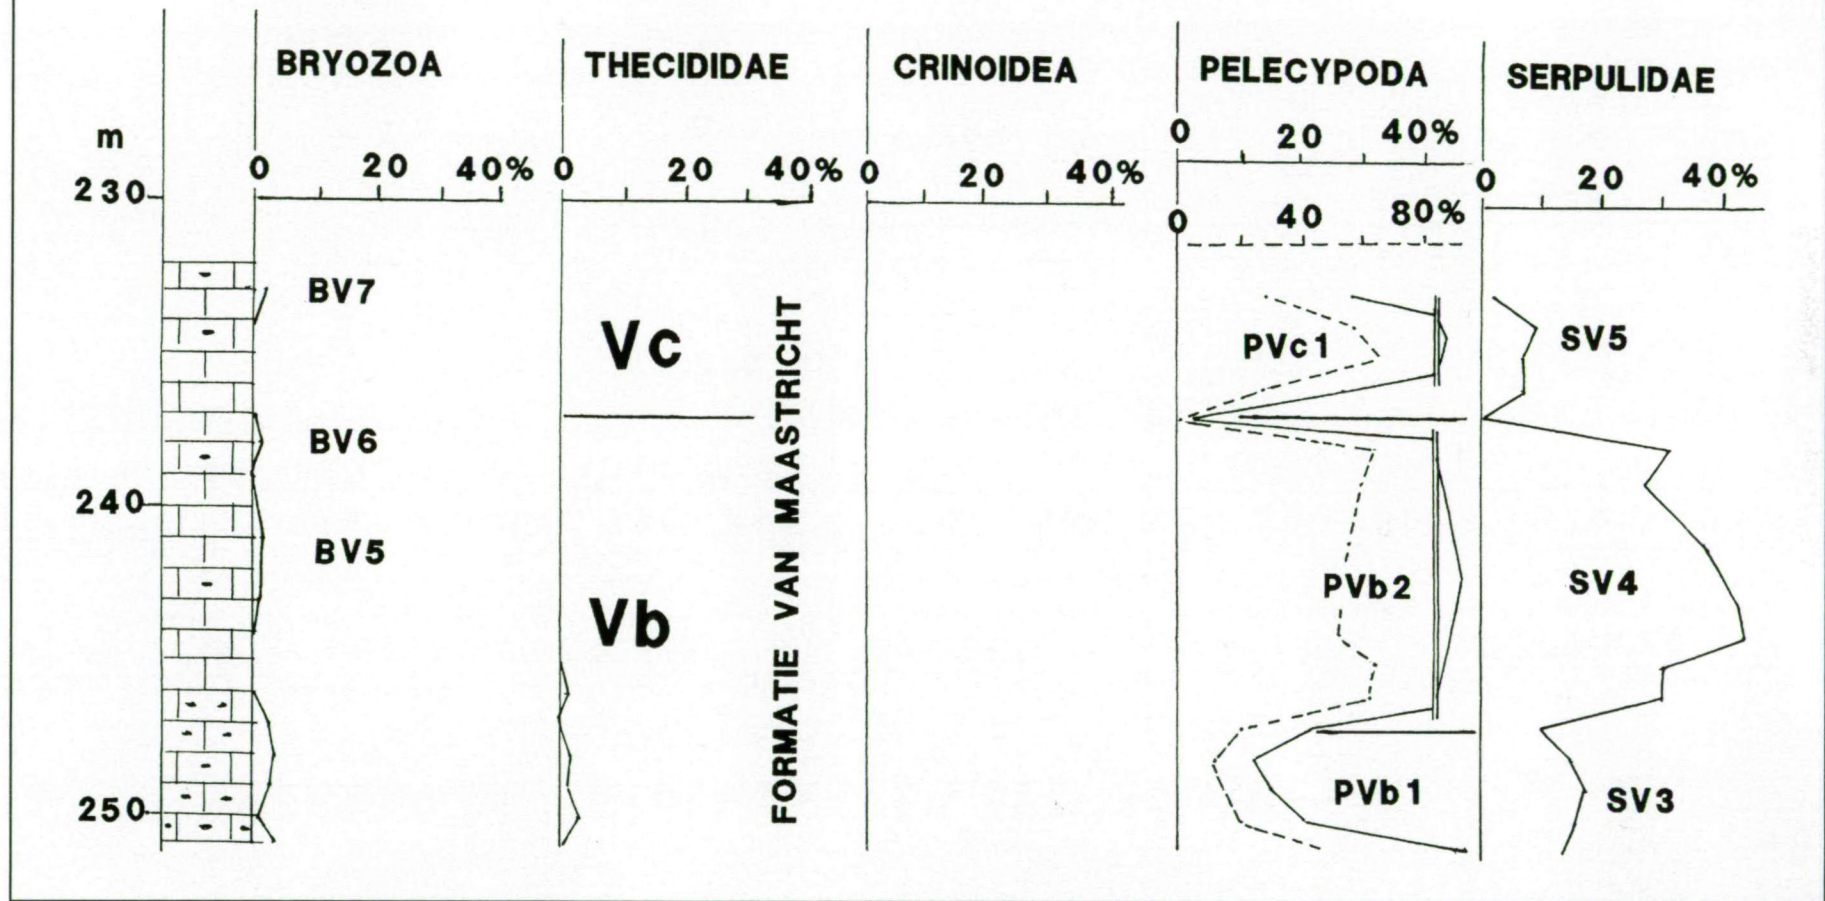 BRYOZOA THECIDIDAE CRINOIDEA PELECYPODA SERPULIDAE
m
0 20 40%
0 20 40%
0 20 40%
0 20 40%
0 40 80%
0 20 40%
230
240
250
BV7
BV6
BV5
Vc
Vb
FORMATIE VAN MAASTRICHT
PVc1
PVb2
PVb1
SV5
SV4
SV3